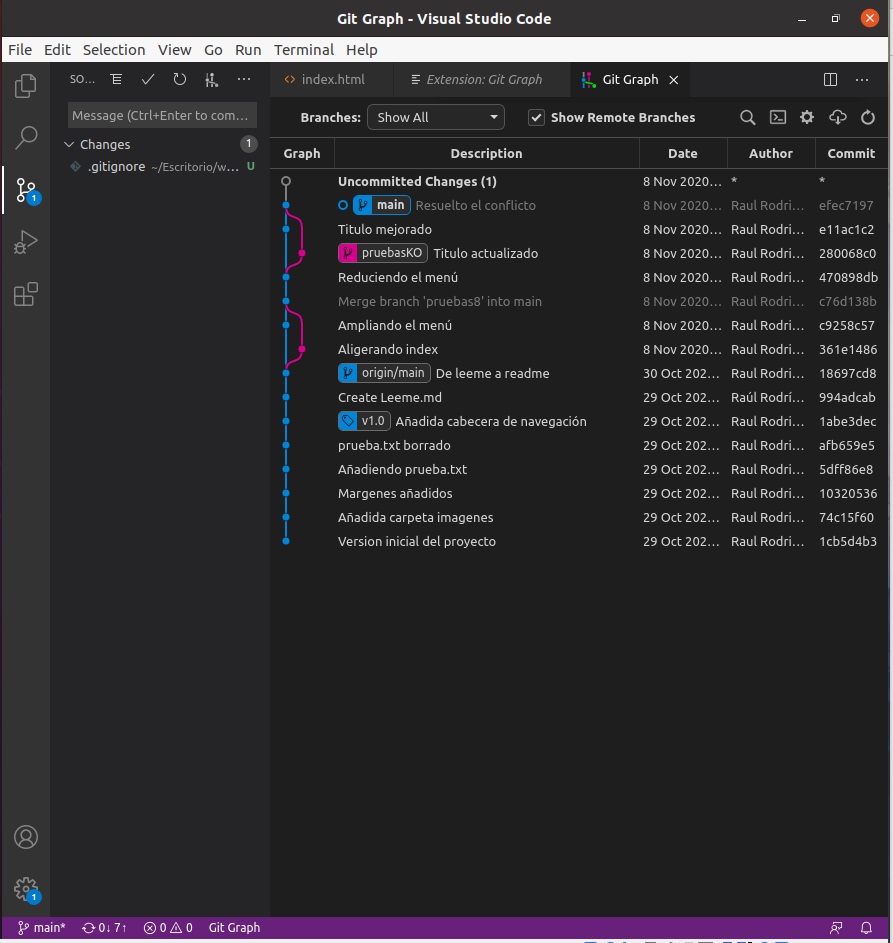 Git Graph - Visual Studio Code
File Edit Selection View Go Run Terminal Help
SO... index.html Extension: Git Graph Git Graph
Message (Ctrl+Enter to com... Branches: Show All Show Remote Branches
Changes 1
.gitignore ~/Escritorio/w... U
1
Graph Description Date Author Commit
Uncommitted Changes (1) 8 Nov 2020... * *
main Resuelto el conflicto 8 Nov 2020... Raul Rodri... efec7197
Titulo mejorado 8 Nov 2020... Raul Rodri... e11ac1c2
pruebasKO Titulo actualizado 8 Nov 2020... Raul Rodri... 280068c0
Reduciendo el menú 8 Nov 2020... Raul Rodri... 470898db
Merge branch 'pruebas8' into main 8 Nov 2020... Raul Rodri... c76d138b
Ampliando el menú 8 Nov 2020... Raul Rodri... c9258c57
Aligerando index 8 Nov 2020... Raul Rodri... 361e1486
origin/main De leeme a readme 30 Oct 202... Raul Rodri... 18697cd8
Create Leeme.md 29 Oct 202... Raúl Rodrí... 994adcab
v1.0 Añadida cabecera de navegación 29 Oct 202... Raul Rodri... 1abe3dec
prueba.txt borrado 29 Oct 202... Raul Rodri... afb659e5
Añadiendo prueba.txt 29 Oct 202... Raul Rodri... 5dff86e8
Margenes añadidos 29 Oct 202... Raul Rodri... 10320536
Añadida carpeta imagenes 29 Oct 202... Raul Rodri... 74c15f60
Version inicial del proyecto 29 Oct 202... Raul Rodri... 1cb5d4b3
1
main* 0↓ 7↑ 0 0 Git Graph